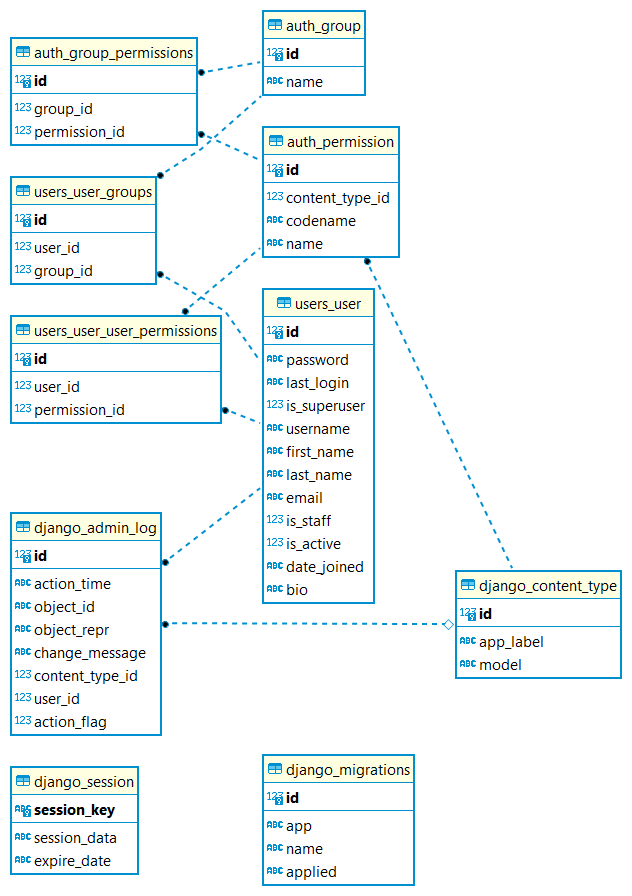 auth_group_permissions
123 id
123 group_id
123 permission_id
auth_group
123 id
ABC name
auth_permission
123 id
123 content_type_id
ABC codename
ABC name
users_user_groups
123 id
123 user_id
123 group_id
users_user_user_permissions
123 id
123 user_id
123 permission_id
users_user
123 id
ABC password
ABC last_login
123 is_superuser
ABC username
ABC first_name
ABC last_name
ABC email
123 is_staff
123 is_active
ABC date_joined
ABC bio
django_admin_log
123 id
ABC action_time
ABC object_id
ABC object_repr
ABC change_message
123 content_type_id
123 user_id
123 action_flag
django_content_type
123 id
ABC app_label
ABC model
django_session
ABC session_key
ABC session_data
ABC expire_date
django_migrations
123 id
ABC app
ABC name
ABC applied